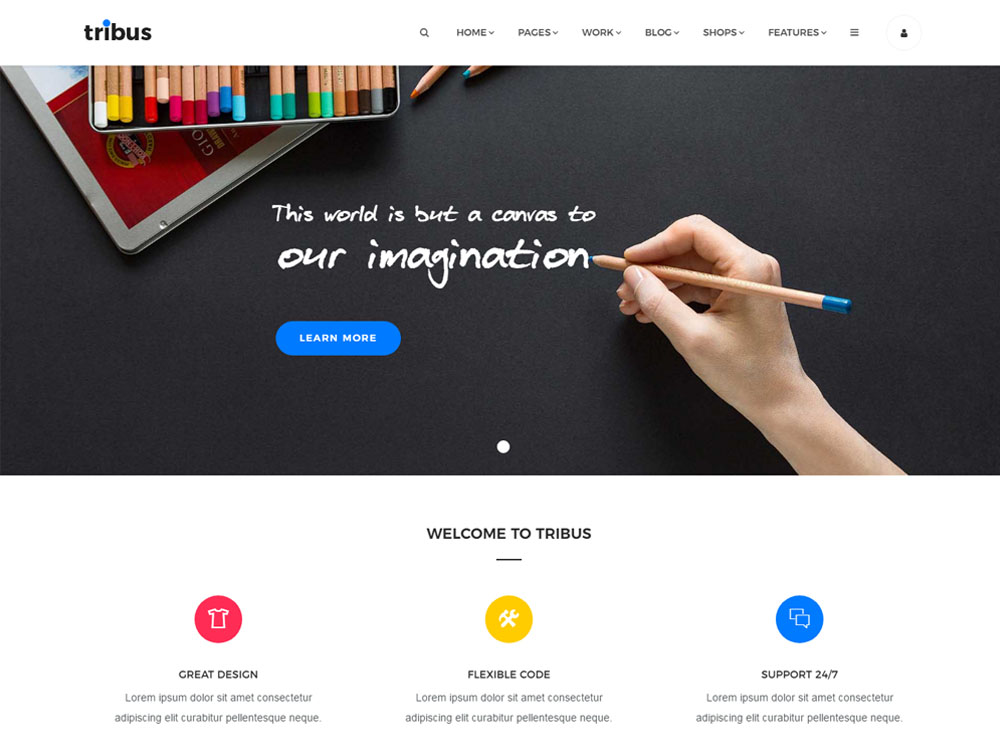 tribus
HOME PAGES WORK BLOG SHOPS FEATURES
This world is but a canvas to
our imagination
LEARN MORE
WELCOME TO TRIBUS
GREAT DESIGN
Lorem ipsum dolor sit amet consectetur
adipiscing elit curabitur pellentesque neque.
FLEXIBLE CODE
Lorem ipsum dolor sit amet consectetur
adipiscing elit curabitur pellentesque neque.
SUPPORT 24/7
Lorem ipsum dolor sit amet consectetur
adipiscing elit curabitur pellentesque neque.